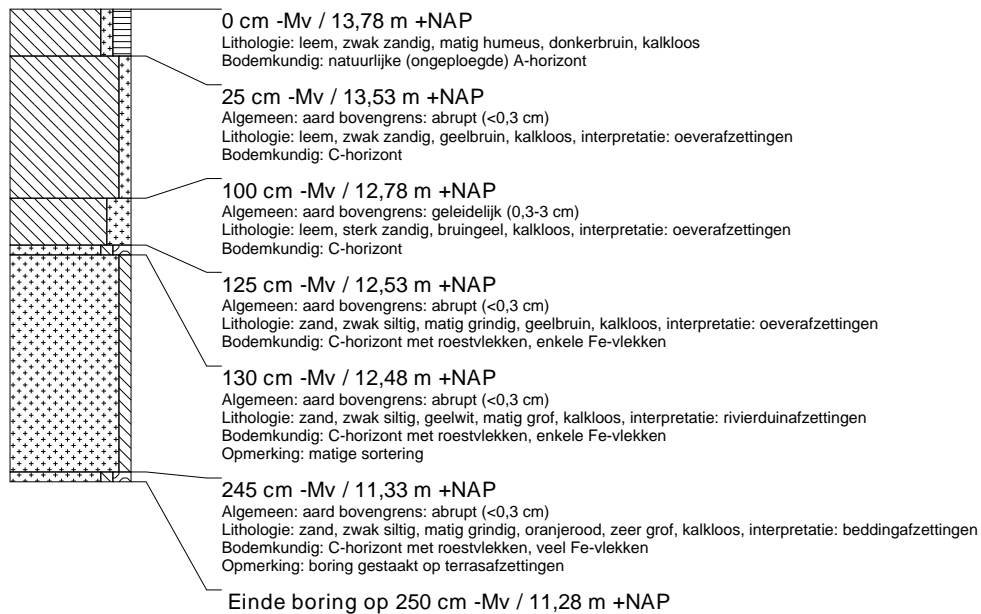 0 cm -Mv / 13,78 m +NAP
Lithologie: leem, zwak zandig, matig humeus, donkerbruin, kalkloos
Bodemkundig: natuurlijke (ongeploegde) A-horizont
25 cm -Mv / 13,53 m +NAP
Algemeen: aard bovengrens: abrupt (<0,3 cm)
Lithologie: leem, zwak zandig, geelbruin, kalkloos, interpretatie: oeverafzettingen
Bodemkundig: C-horizont
100 cm -Mv / 12,78 m +NAP
Algemeen: aard bovengrens: geleidelijk (0,3-3 cm)
Lithologie: leem, sterk zandig, bruingeel, kalkloos, interpretatie: oeverafzettingen
Bodemkundig: C-horizont
125 cm -Mv / 12,53 m +NAP
Algemeen: aard bovengrens: abrupt (<0,3 cm)
Lithologie: zand, zwak siltig, matig grindig, geelbruin, kalkloos, interpretatie: oeverafzettingen
Bodemkundig: C-horizont met roestvlekken, enkele Fe-vlekken
130 cm -Mv / 12,48 m +NAP
Algemeen: aard bovengrens: abrupt (<0,3 cm)
Lithologie: zand, zwak siltig, geelwit, matig grof, kalkloos, interpretatie: rivierduinafzettingen
Bodemkundig: C-horizont met roestvlekken, enkele Fe-vlekken
Opmerking: matige sortering
245 cm -Mv / 11,33 m +NAP
Algemeen: aard bovengrens: abrupt (<0,3 cm)
Lithologie: zand, zwak siltig, matig grindig, oranjerood, zeer grof, kalkloos, interpretatie: beddingafzettingen
Bodemkundig: C-horizont met roestvlekken, veel Fe-vlekken
Opmerking: boring gestaakt op terrasafzettingen
Einde boring op 250 cm -Mv / 11,28 m +NAP